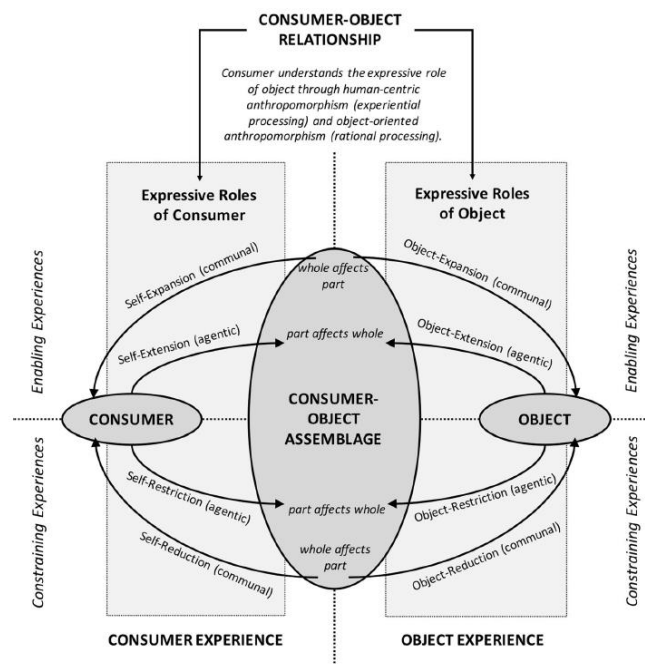 CONSUMER-OBJECT
RELATIONSHIP
Consumer understands the expressive role
of object through human-centric
anthropomorphism (experiential
processing) and object-oriented
anthropomorphism (rational processing).
Expressive Roles
of Consumer
Expressive Roles
of Object
Enabling Experiences
Self-Expansion (communal)
whole affects
part
Object-Expansion (communal)
Enabling Experiences
Self-Extension (agentic)
part affects whole
Object-Extension (agentic)
CONSUMER
CONSUMER-
OBJECT
ASSEMBLAGE
OBJECT
Constraining Experiences
Self-Restriction (agentic)
part affects whole
Object-Restriction (agentic)
Constraining Experiences
Self-Reduction (communal)
whole affects
part
Object-Reduction (communal)
CONSUMER EXPERIENCE
OBJECT EXPERIENCE